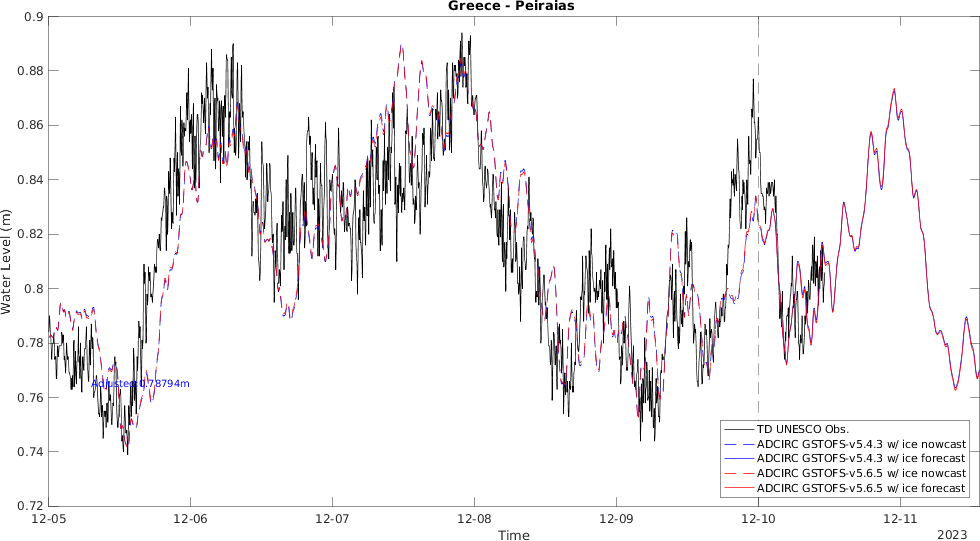 Greece - Peiraias
Water Level (m)
0.9
0.88
0.86
0.84
0.82
0.8
0.78
0.76
0.74
0.72
Adjusted:0.78794m
TD UNESCO Obs.
ADCIRC GSTOFS-v5.4.3 w/ ice nowcast
ADCIRC GSTOFS-v5.4.3 w/ ice forecast
ADCIRC GSTOFS-v5.6.5 w/ ice nowcast
ADCIRC GSTOFS-v5.6.5 w/ ice forecast
12-05 12-06 12-07 12-08 12-09 12-10 12-11
Time
2023